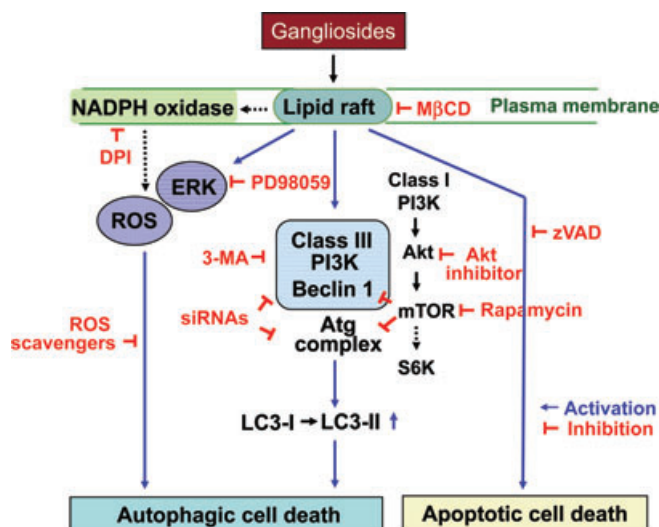 Gangliosides
NADPH oxidase
Lipid raft
MβCD
Plasma membrane
DPI
ERK
PD98059
ROS
Class I
PI3K
Class III
PI3K
Beclin 1
3-MA
Akt
Akt
inhibitor
zVAD
siRNAs
mTOR
Rapamycin
Atg
complex
ROS
scavengers
S6K
LC3-I
LC3-II
Activation
Inhibition
Autophagic cell death
Apoptotic cell death